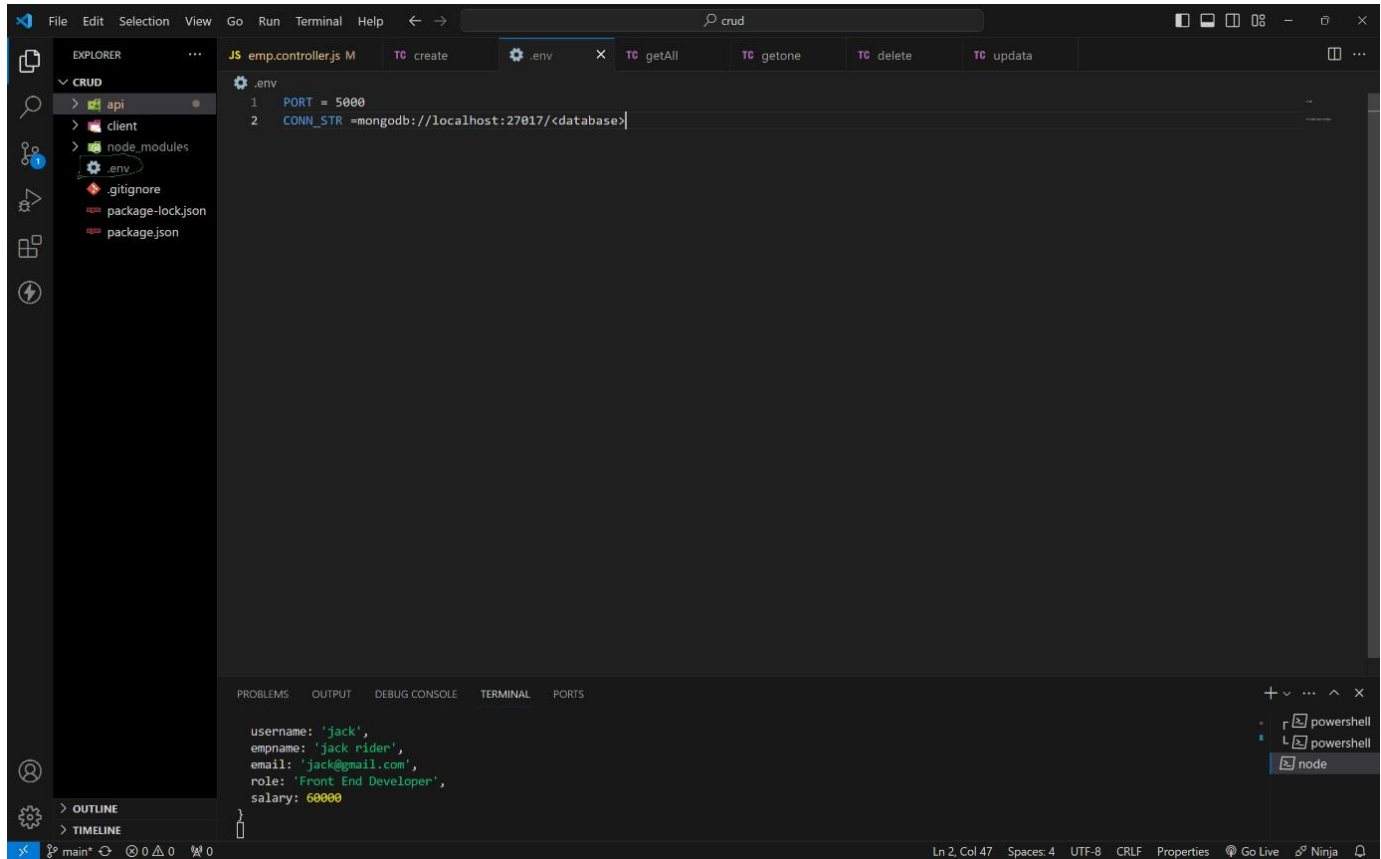 File Edit Selection View Go Run Terminal Help ← → crud
EXPLORER ...
JS emp.controller.js M TC create .env × TC getAll TC getone TC delete TC updata ...
CRUD
.env
api
client
node_modules
.env
.gitignore
package-lock.json
package.json
1 PORT = 5000
2 CONN_STR =mongodb://localhost:27017/<database>
1
PROBLEMS OUTPUT DEBUG CONSOLE TERMINAL PORTS
username: 'jack',
empname: 'jack rider',
email: 'jack@gmail.com',
role: 'Front End Developer',
salary: 60000
}
powershell
powershell
node
OUTLINE
TIMELINE
main* 0 0 0 Ln 2, Col 47 Spaces: 4 UTF-8 CRLF Properties Go Live Ninja